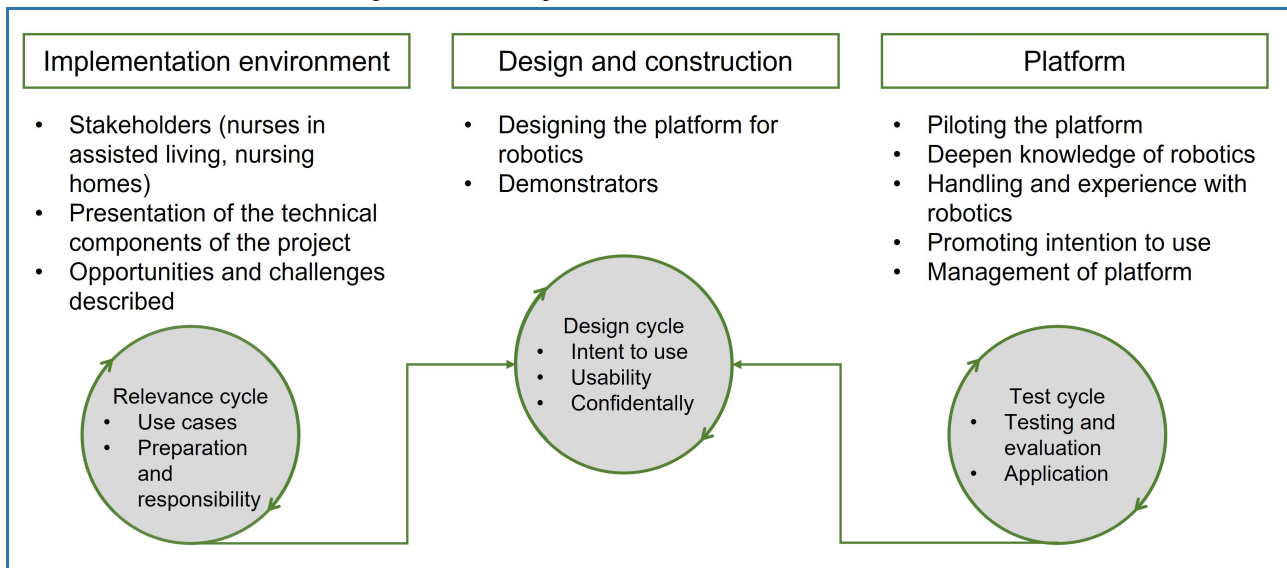 Implementation environment
• Stakeholders (nurses in
assisted living, nursing
homes)
• Presentation of the technical
components of the project
• Opportunities and challenges
described
Relevance cycle
• Use cases
• Preparation
and
responsibility
Design and construction
• Designing the platform for
robotics
• Demonstrators
Design cycle
• Intent to use
• Usability
• Confidentally
Platform
• Piloting the platform
• Deepen knowledge of robotics
• Handling and experience with
robotics
• Promoting intention to use
• Management of platform
Test cycle
• Testing and
evaluation
• Application